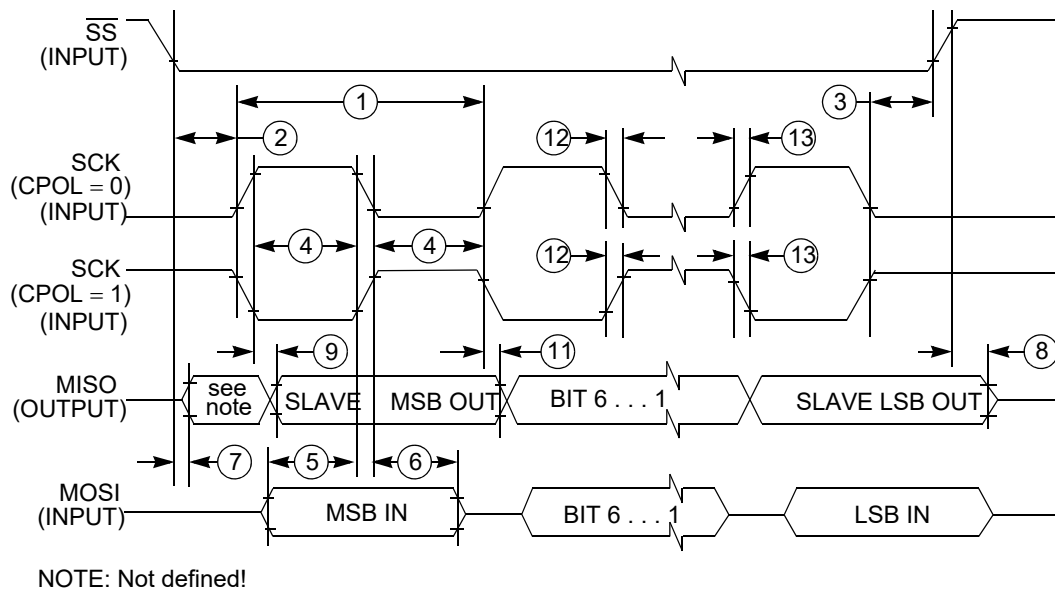 SS
(INPUT)
1
3
2
12
13
SCK
(CPOL = 0)
(INPUT)
4
4
12
13
SCK
(CPOL = 1)
(INPUT)
9
11
8
MISO
(OUTPUT)
see
note
SLAVE
MSB OUT
BIT 6 . . . 1
SLAVE LSB OUT
7
5
6
MOSI
(INPUT)
MSB IN
BIT 6 . . . 1
LSB IN
NOTE: Not defined!